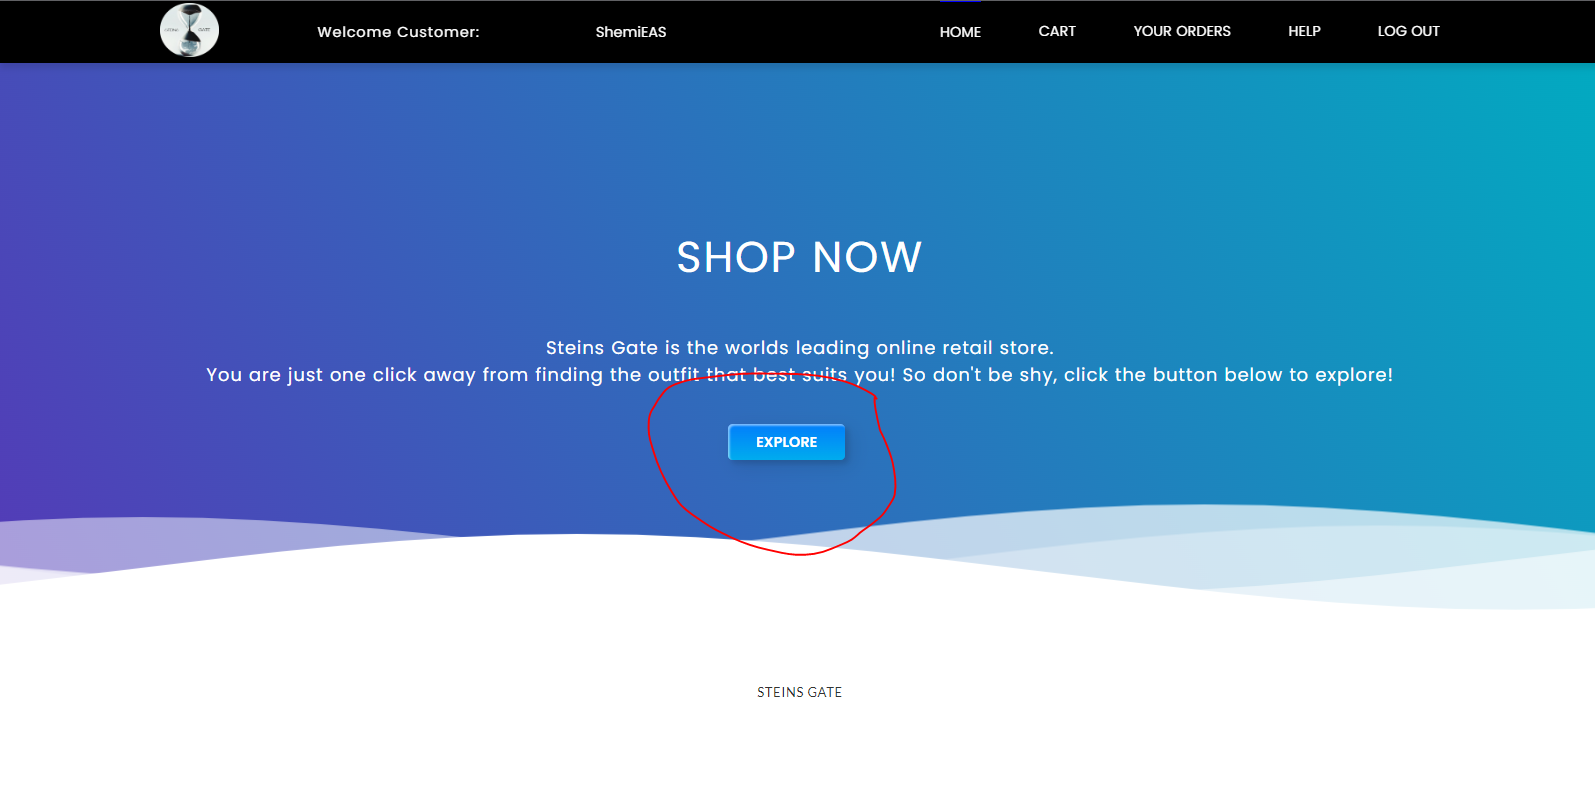 Welcome Customer: ShemiEAS HOME CART YOUR ORDERS HELP LOG OUT
SHOP NOW
Steins Gate is the worlds leading online retail store.
You are just one click away from finding the outfit that best suits you! So don't be shy, click the button below to explore!
EXPLORE
STEINS GATE